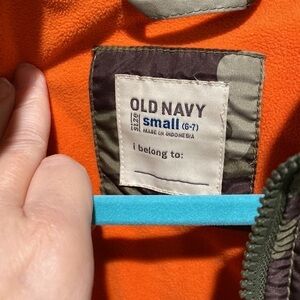 OLD NAVY
SIZE small (6-7)
MADE IN INDONESIA
i belong to: